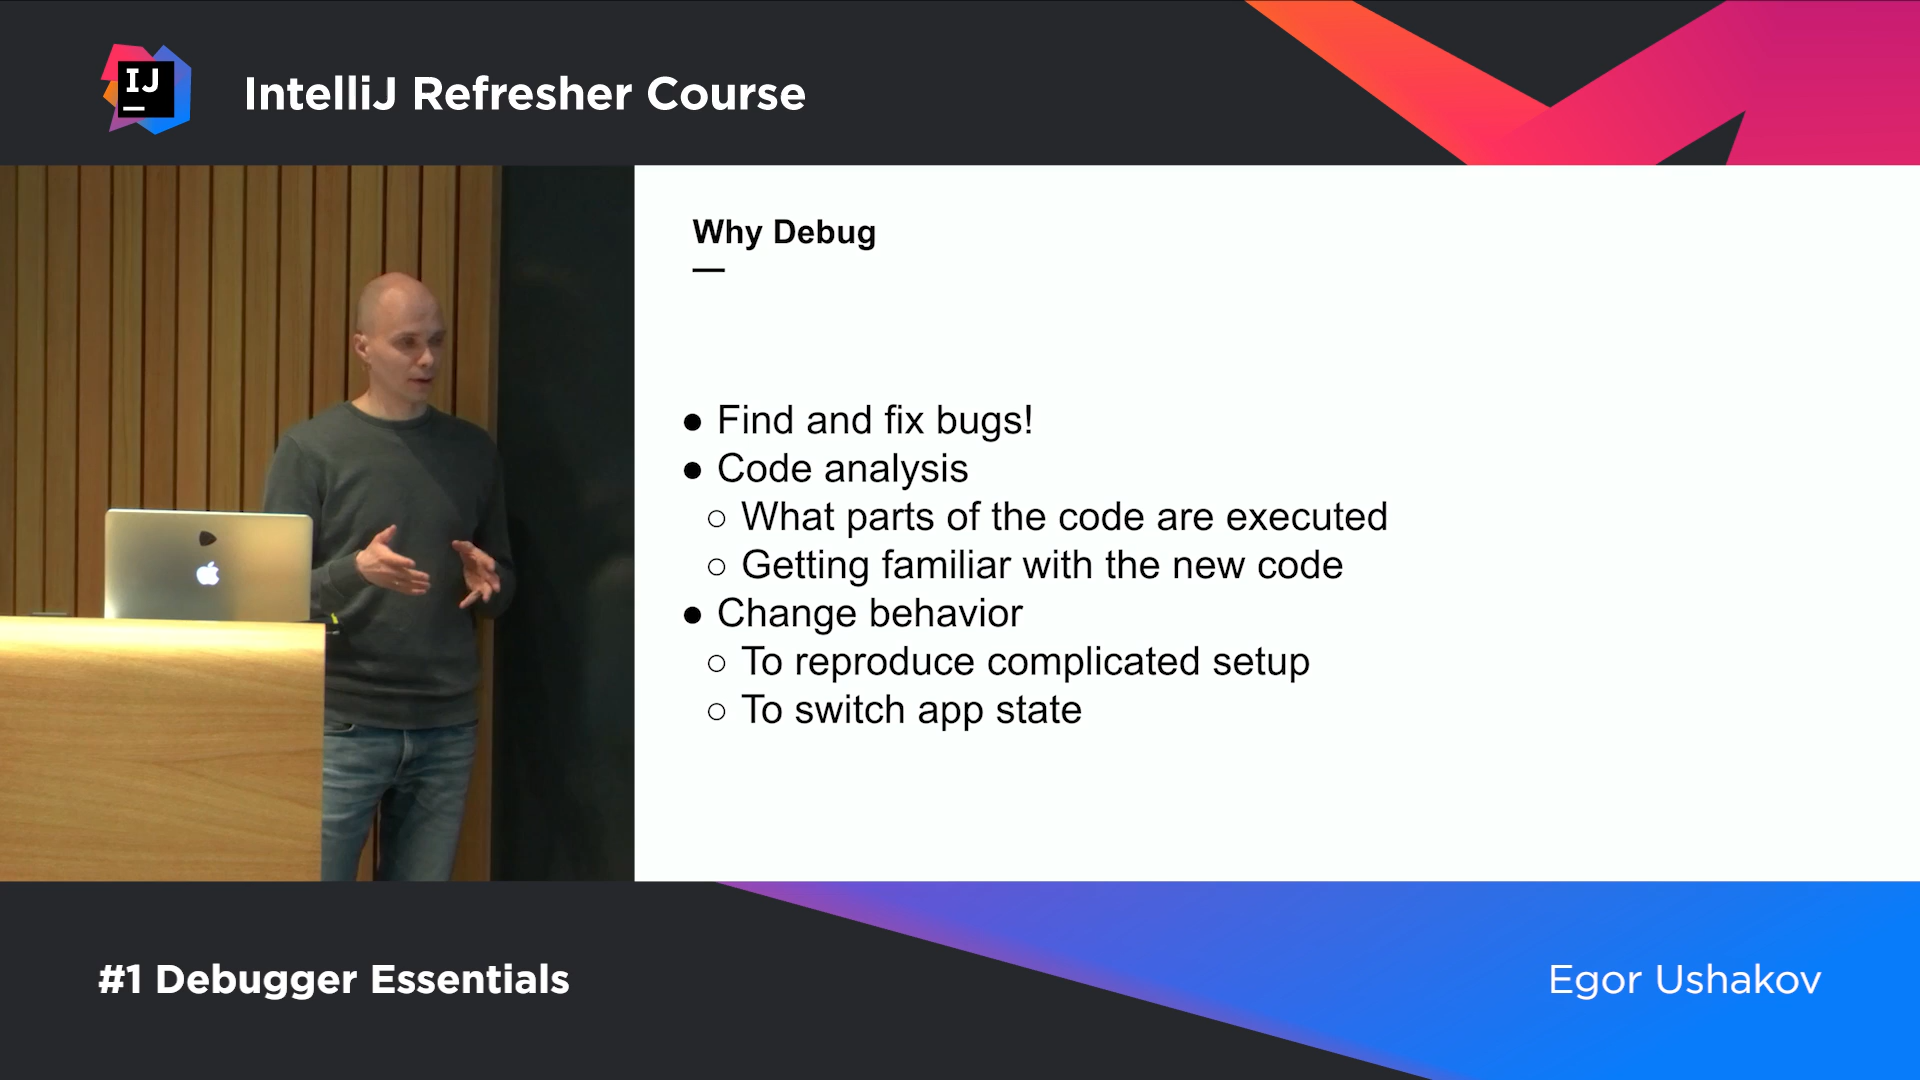 IJ
IntelliJ Refresher Course
Why Debug
● Find and fix bugs!
● Code analysis
○ What parts of the code are executed
○ Getting familiar with the new code
● Change behavior
○ To reproduce complicated setup
○ To switch app state
#1 Debugger Essentials
Egor Ushakov